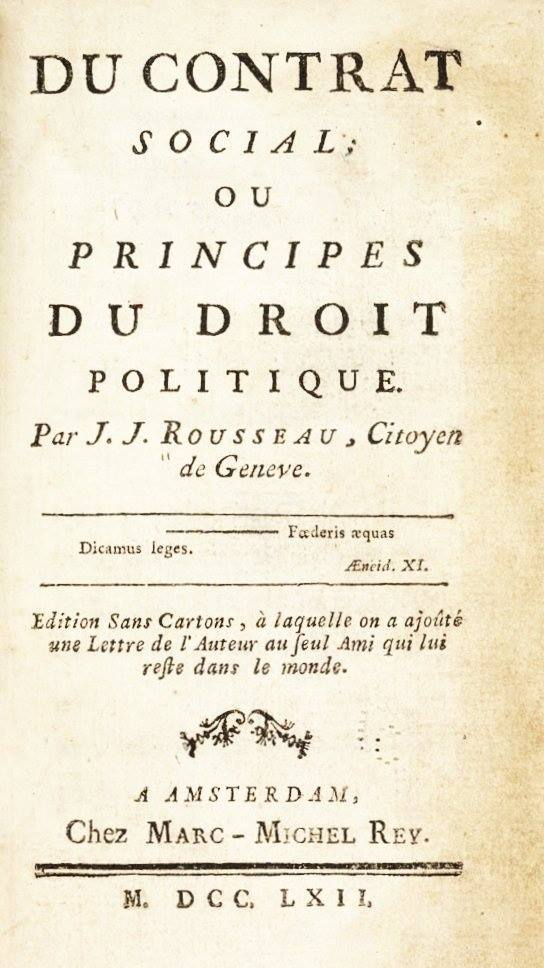 DU CONTRAT
SOCIAL;
OU
PRINCIPES
DU DROIT
POLITIQUE.
Par J. J. ROUSSEAU, Citoyen
de Geneve.
——— Fœderis æquas
Dicamus leges.
Æneid. XI.
Edition Sans Cartons, à laquelle on a ajoûté
une Lettre de l'Auteur au ſeul Ami qui lui
reſte dans le monde.
A AMSTERDAM,
Chez MARC-MICHEL REY.
M. DCC. LXII,